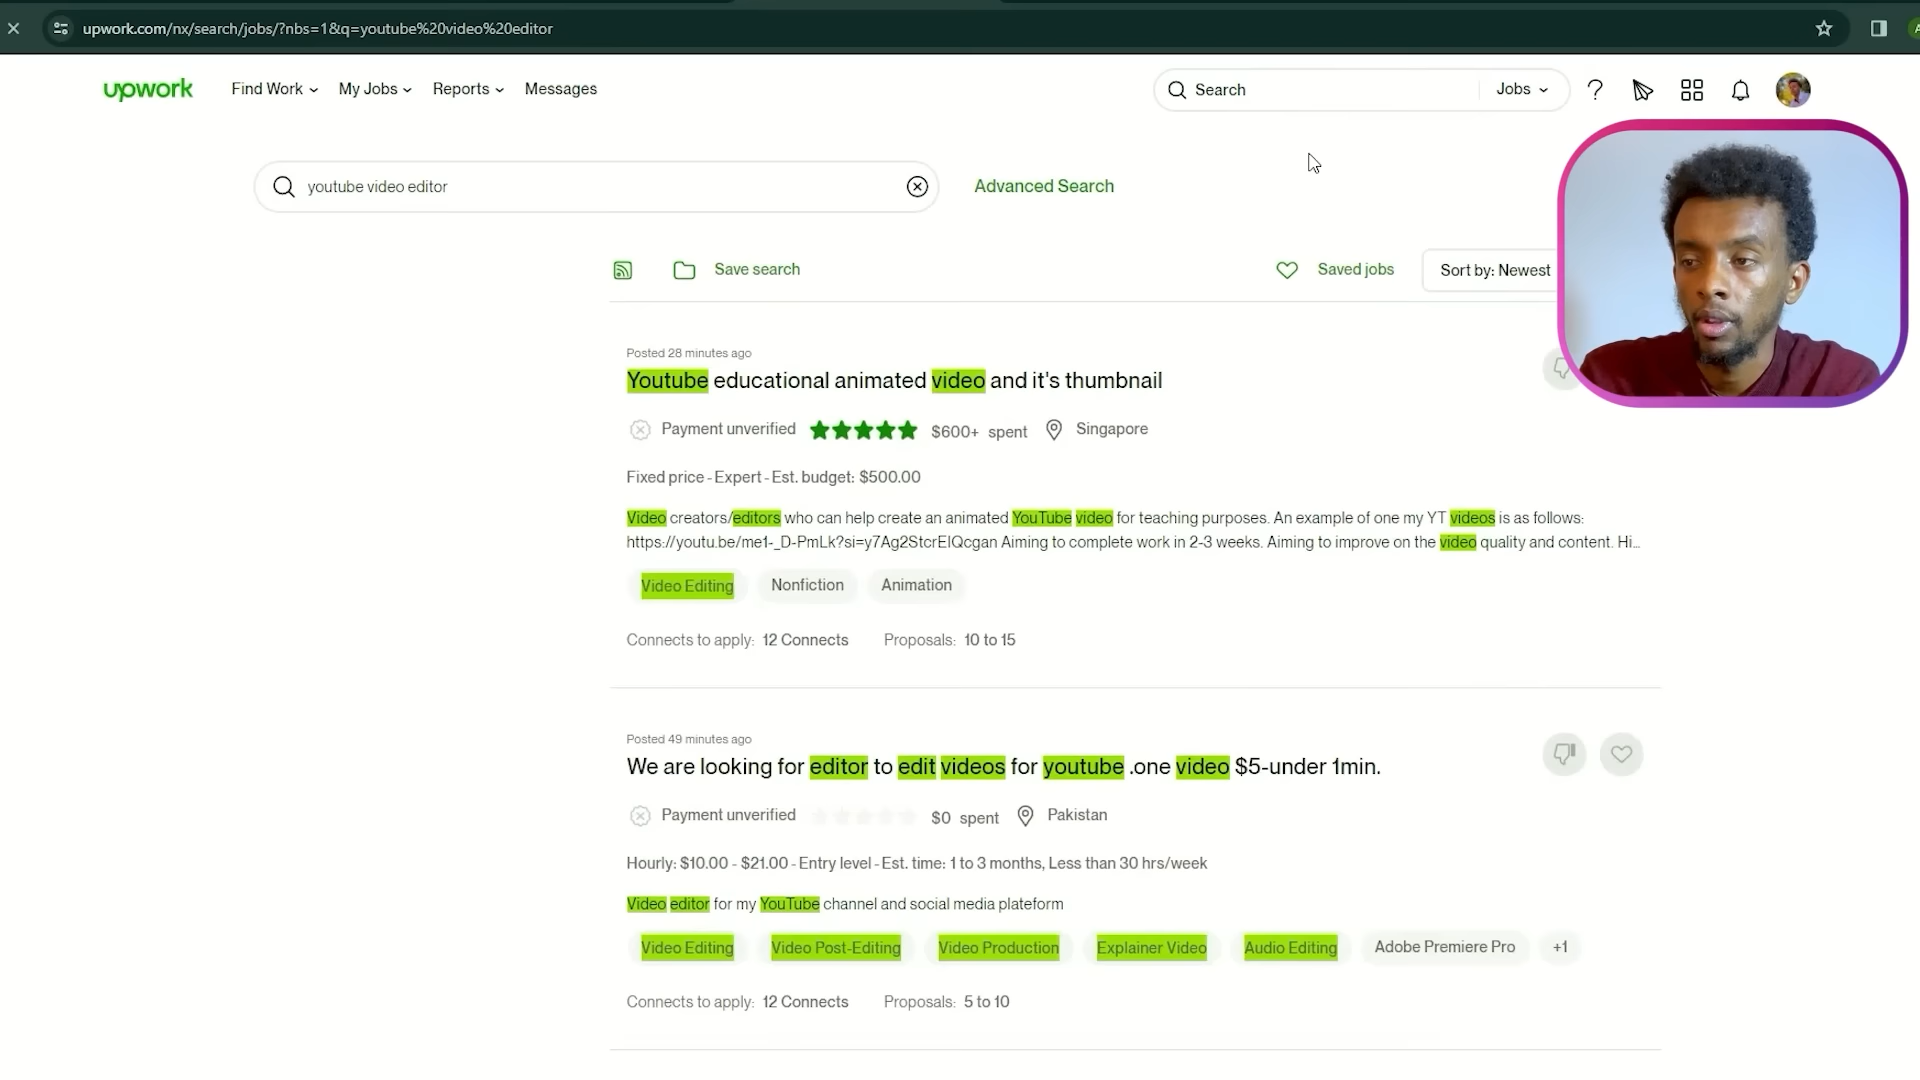 upwork.com/nx/search/jobs/?nbs=1&q=youtube%20video%20editor
upwork Find Work My Jobs Reports Messages Search Jobs
youtube video editor Advanced Search
Save search Saved jobs Sort by: Newest
Posted 28 minutes ago
Youtube educational animated video and it's thumbnail
Payment unverified $600+ spent Singapore
Fixed price - Expert - Est. budget: $500.00
Video creators/editors who can help create an animated YouTube video for teaching purposes. An example of one my YT videos is as follows:
https://youtu.be/me1-_D-PmLk?si=y7Ag2StcrEIQcgan Aiming to complete work in 2-3 weeks. Aiming to improve on the video quality and content. Hi...
Video Editing Nonfiction Animation
Connects to apply: 12 Connects Proposals: 10 to 15
Posted 49 minutes ago
We are looking for editor to edit videos for youtube .one video $5-under 1min.
Payment unverified $0 spent Pakistan
Hourly: $10.00 - $21.00 - Entry level - Est. time: 1 to 3 months, Less than 30 hrs/week
Video editor for my YouTube channel and social media plateform
Video Editing Video Post-Editing Video Production Explainer Video Audio Editing Adobe Premiere Pro +1
Connects to apply: 12 Connects Proposals: 5 to 10